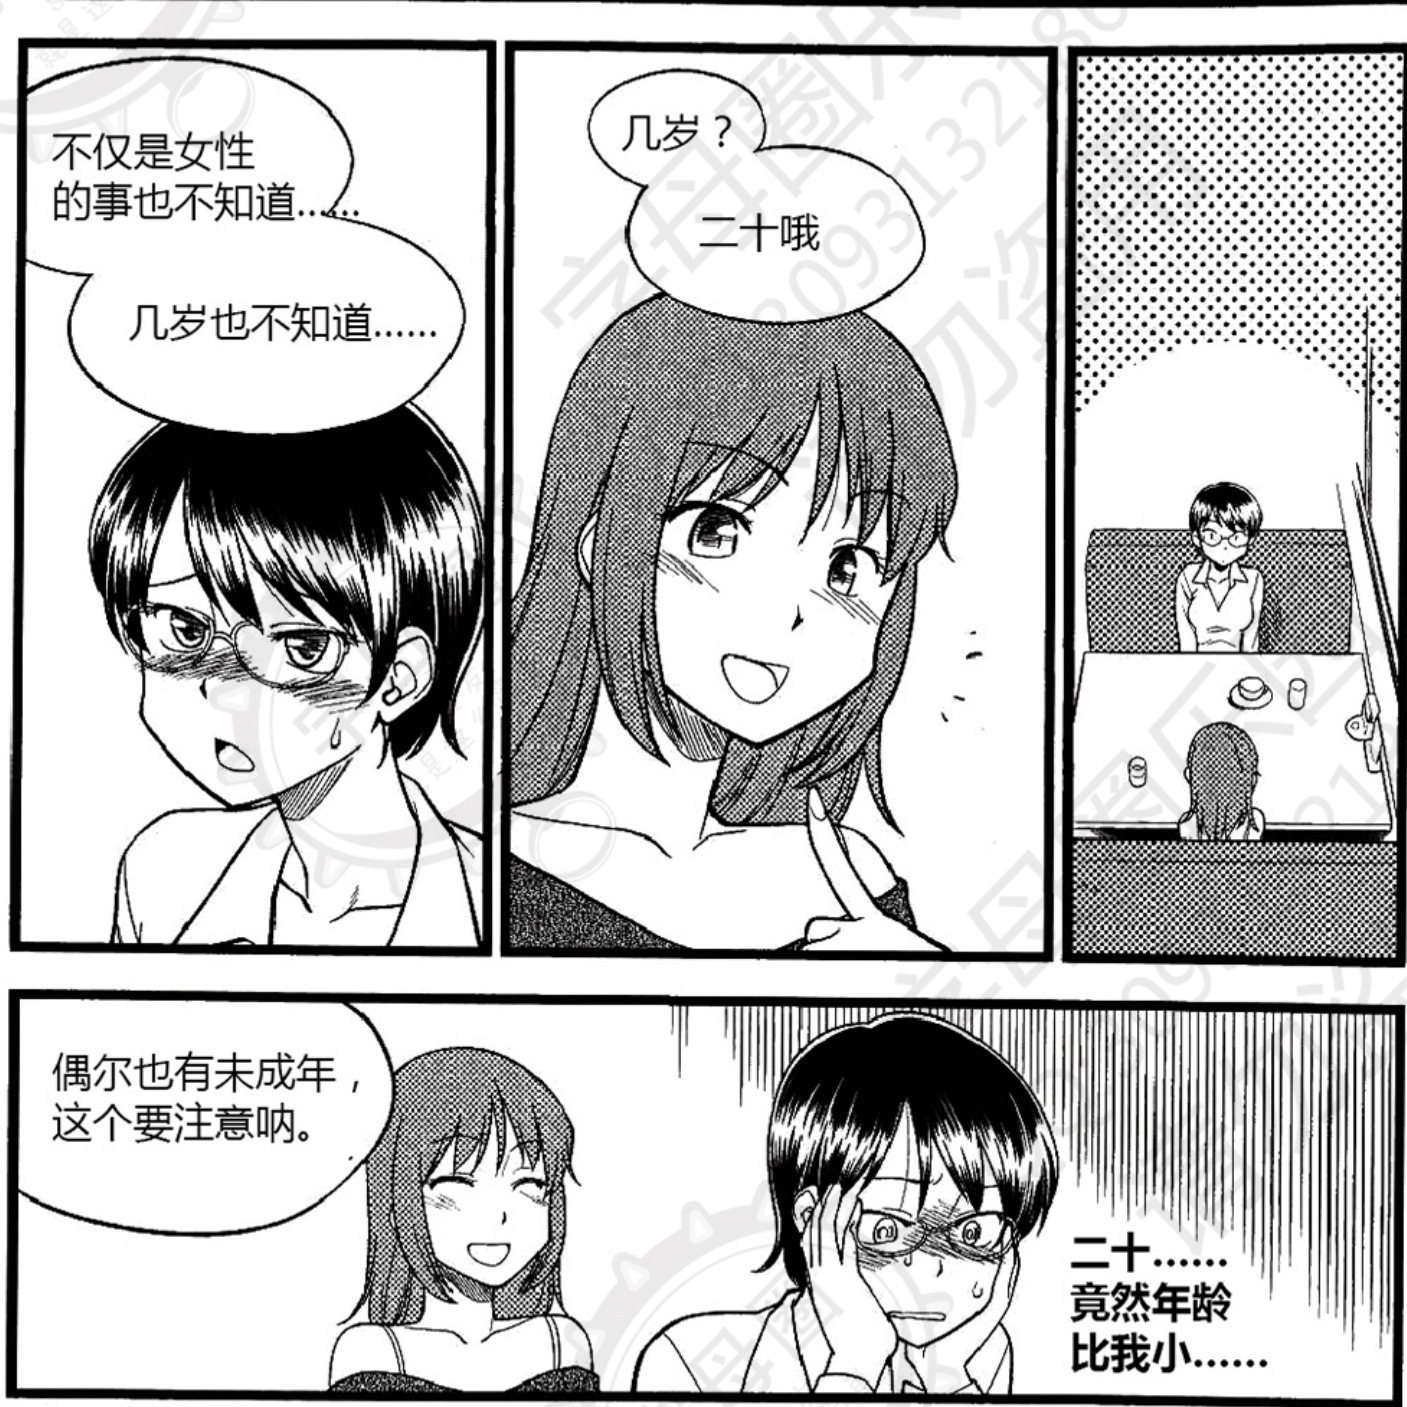 不仅是女性
的事也不知道……
几岁也不知道……
几岁？
二十哦
偶尔也有未成年，
这个要注意呐。
二十……
竟然年龄
比我小……